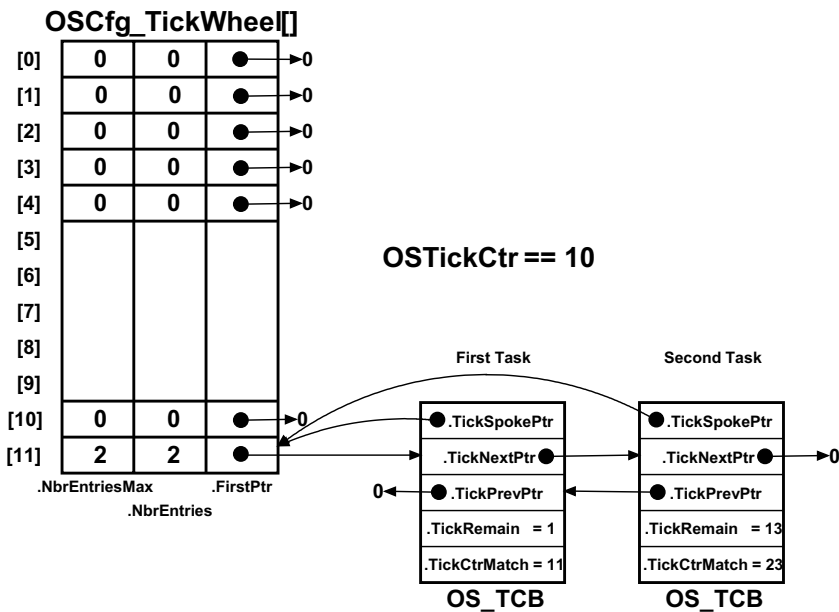 OSCfg_TickWheel[]
[0] 0 0 0
[1] 0 0 0
[2] 0 0 0
[3] 0 0 0
[4] 0 0 0
[5]
OSTickCtr == 10
[6]
[7]
[8]
First Task Second Task
[9]
[10] 0 0 0 .TickSpokePtr .TickSpokePtr
[11] 2 2 .TickNextPtr .TickNextPtr 0
.NbrEntriesMax .FirstPtr 0 .TickPrevPtr .TickPrevPtr
.NbrEntries
.TickRemain = 1 .TickRemain = 13
.TickCtrMatch = 11 .TickCtrMatch = 23
OS_TCB OS_TCB